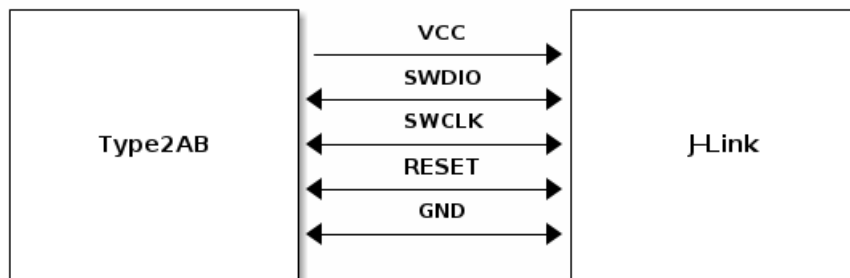 VCC
SWDIO
SWCLK
Type2AB
J-Link
RESET
GND